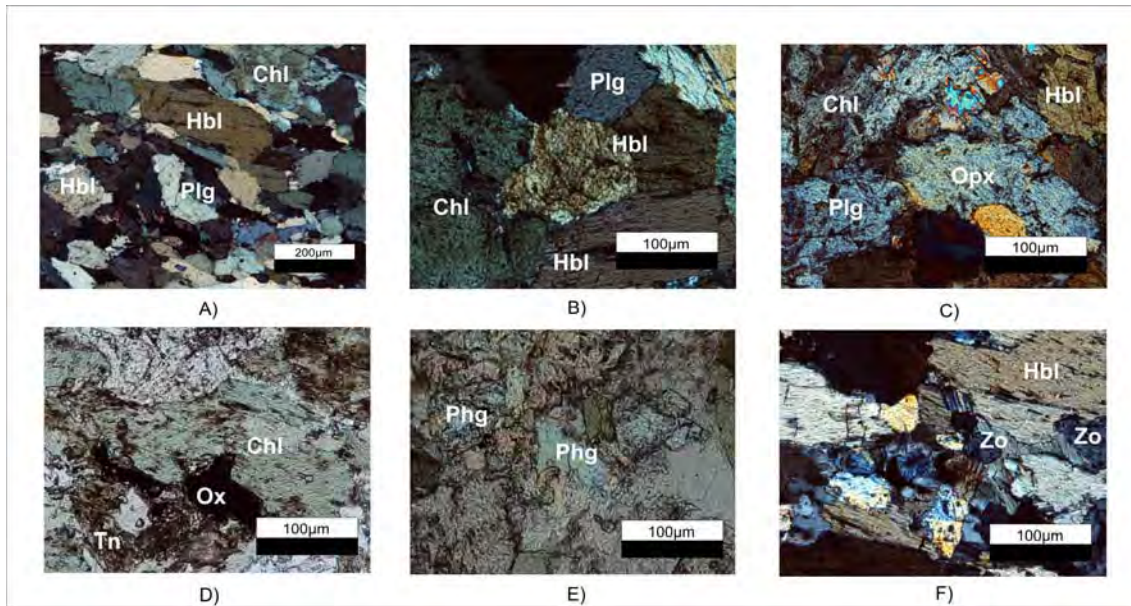 Chl
Hbl
Hbl
Plg
200µm
A)
Plg
Hbl
Chl
Hbl
100µm
B)
Chl
Hbl
Opx
Plg
100µm
C)
Chl
Ox
Tn
100µm
D)
Phg
Phg
100µm
E)
Hbl
Zo
Zo
100µm
F)